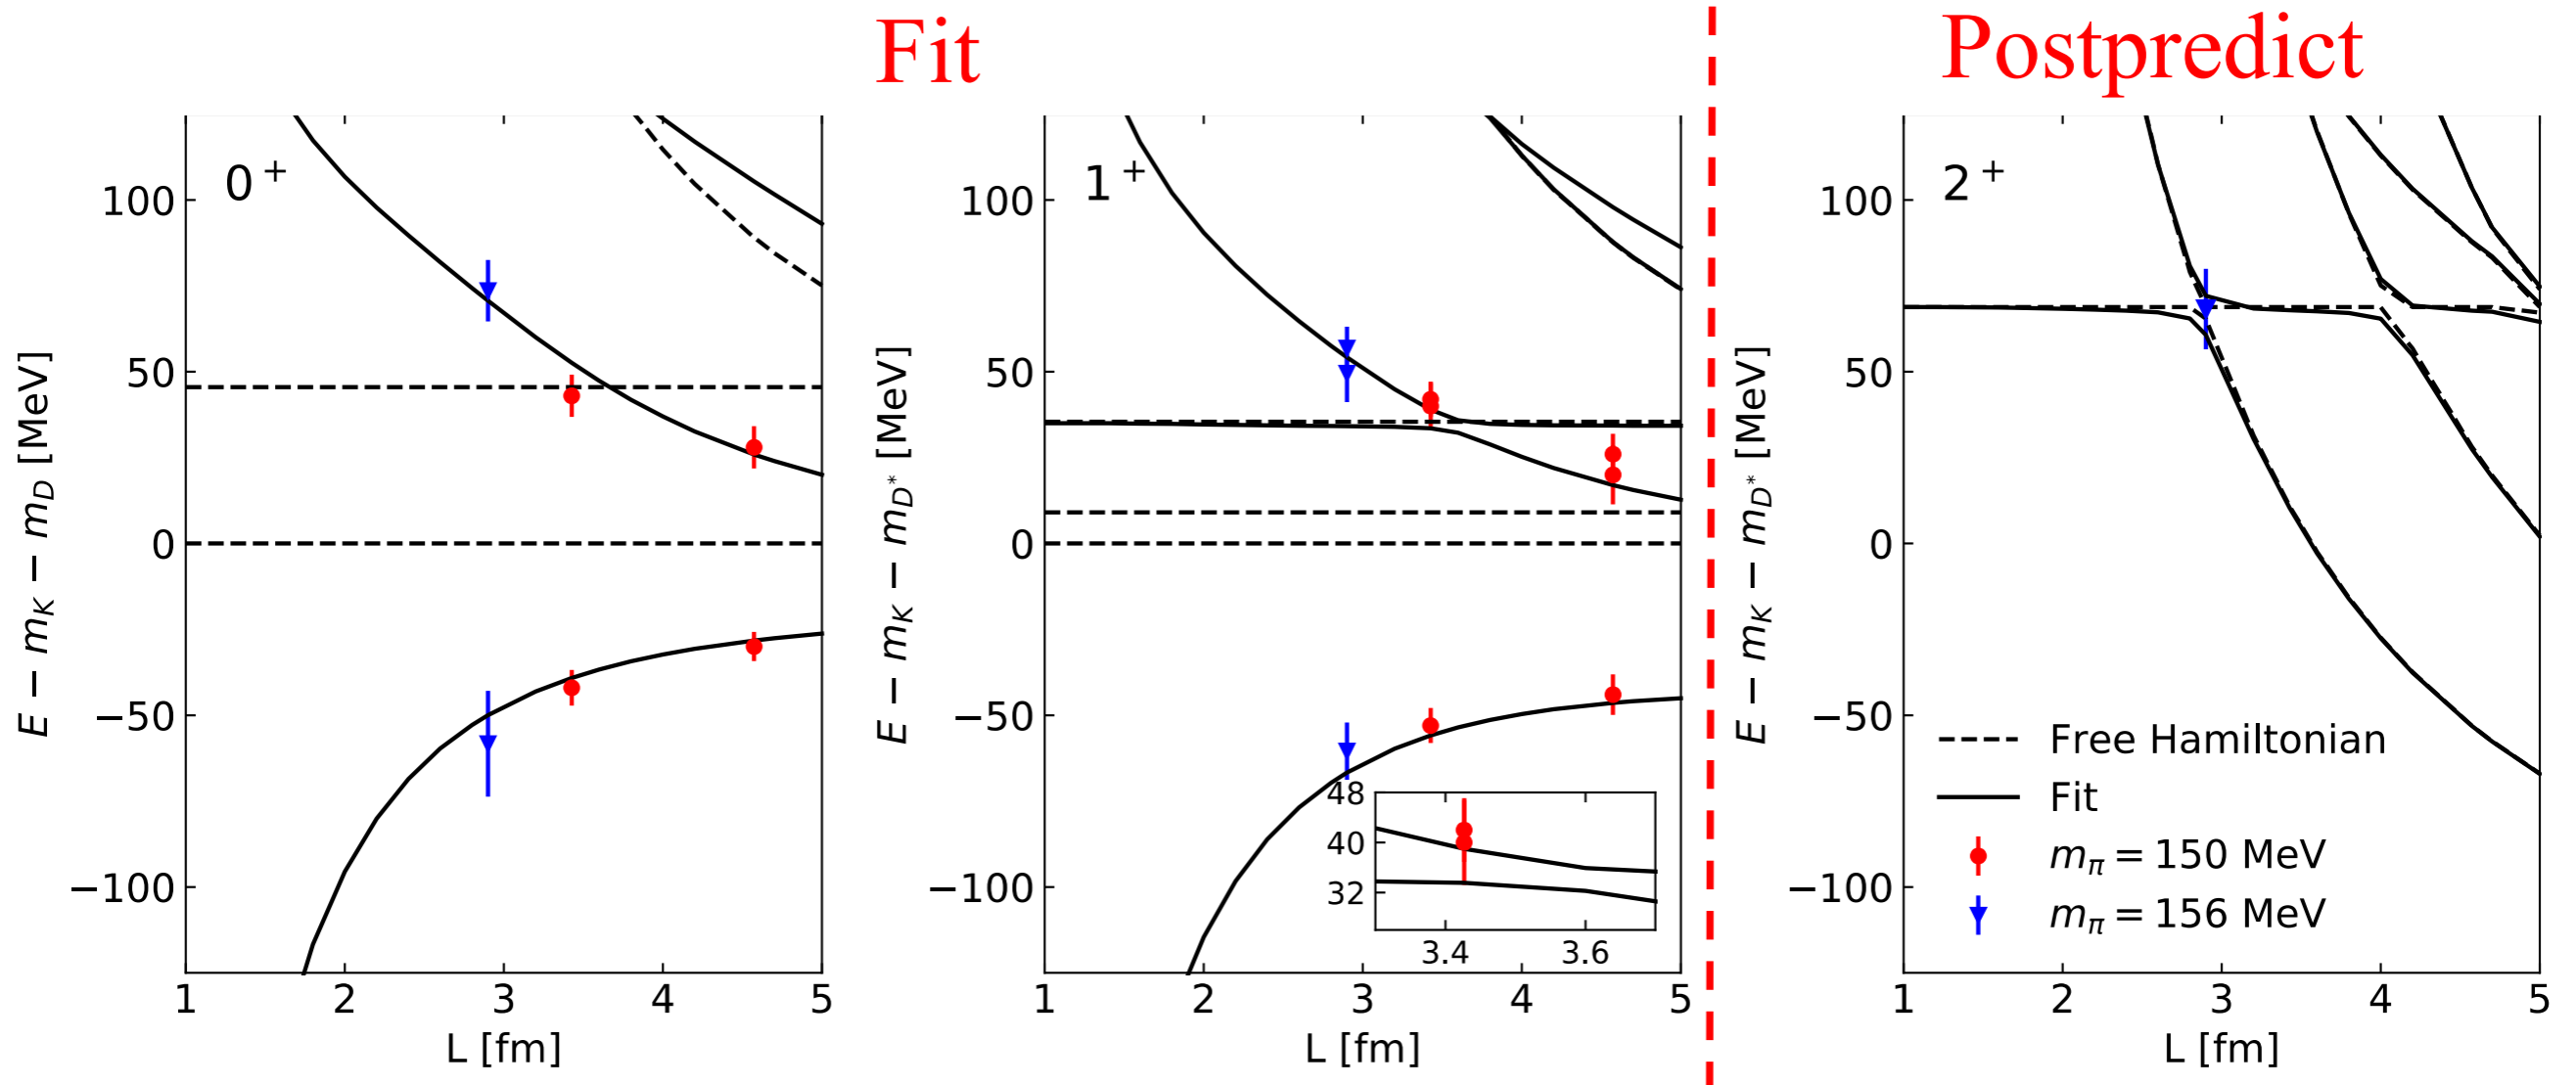 Fit
Postpredict
0⁺
E − m_K − m_D [MeV]
100
50
0
−50
−100
1 2 3 4 5
L [fm]
1⁺
E − m_K − m_{D*} [MeV]
100
50
0
−50
−100
48
40
32
3.4 3.6
1 2 3 4 5
L [fm]
2⁺
E − m_K − m_{D*} [MeV]
100
50
0
−50
−100
Free Hamiltonian
Fit
m_π = 150 MeV
m_π = 156 MeV
1 2 3 4 5
L [fm]